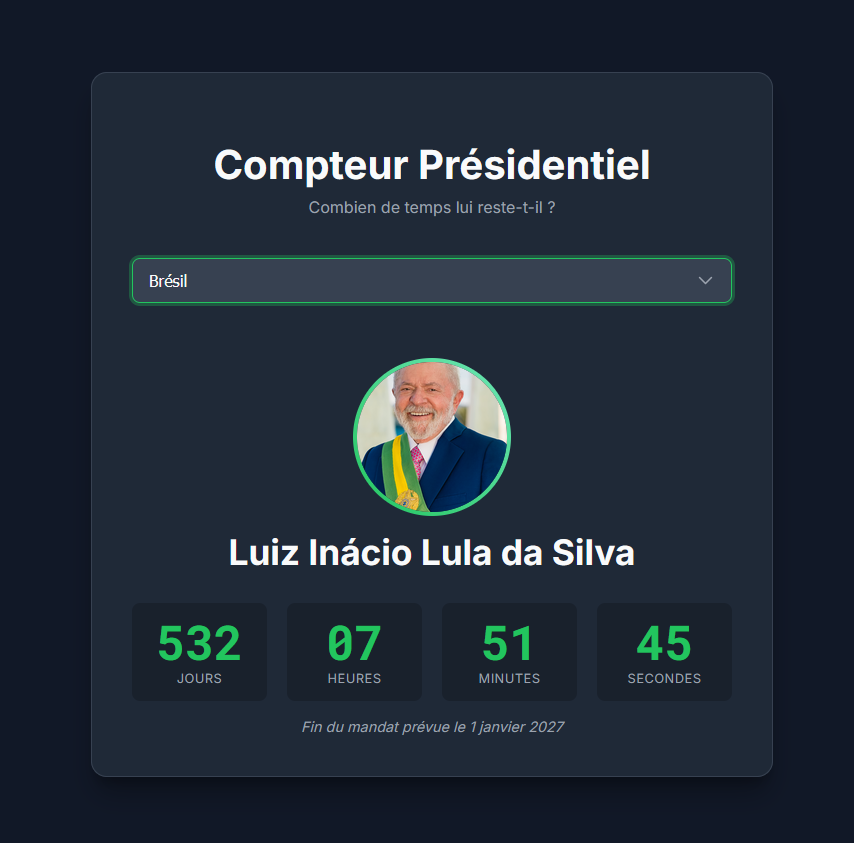 Compteur Présidentiel
Combien de temps lui reste-t-il ?
Brésil
Luiz Inácio Lula da Silva
532 07 51 45
JOURS HEURES MINUTES SECONDES
Fin du mandat prévue le 1 janvier 2027